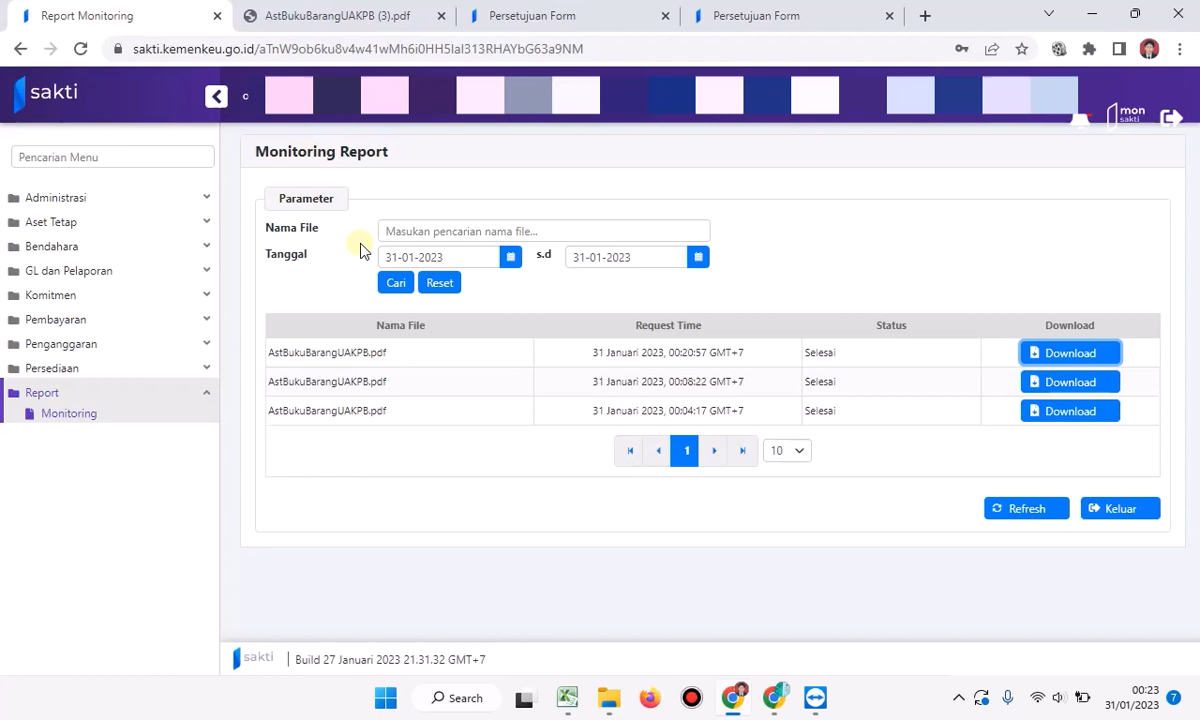 Report Monitoring
AstBukuBarangUAKPB (3).pdf
Persetujuan Form
Persetujuan Form
sakti.kemenkeu.go.id/aTnW9ob6ku8v4w41wMh6i0HH5Ial313RHAYbG63a9NM
sakti
mon
sakti
Pencarian Menu
Administrasi
Aset Tetap
Bendahara
GL dan Pelaporan
Komitmen
Pembayaran
Penganggaran
Persediaan
Report
Monitoring
Monitoring Report
Parameter
Nama File
Masukan pencarian nama file...
Tanggal
31-01-2023
s.d
31-01-2023
Cari
Reset
Nama File Request Time Status Download
AstBukuBarangUAKPB.pdf 31 Januari 2023, 00:20:57 GMT+7 Selesai Download
AstBukuBarangUAKPB.pdf 31 Januari 2023, 00:08:22 GMT+7 Selesai Download
AstBukuBarangUAKPB.pdf 31 Januari 2023, 00:04:17 GMT+7 Selesai Download
1
10
Refresh
Keluar
sakti
Build 27 Januari 2023 21.31.32 GMT+7
Search
00:23
31/01/2023
7